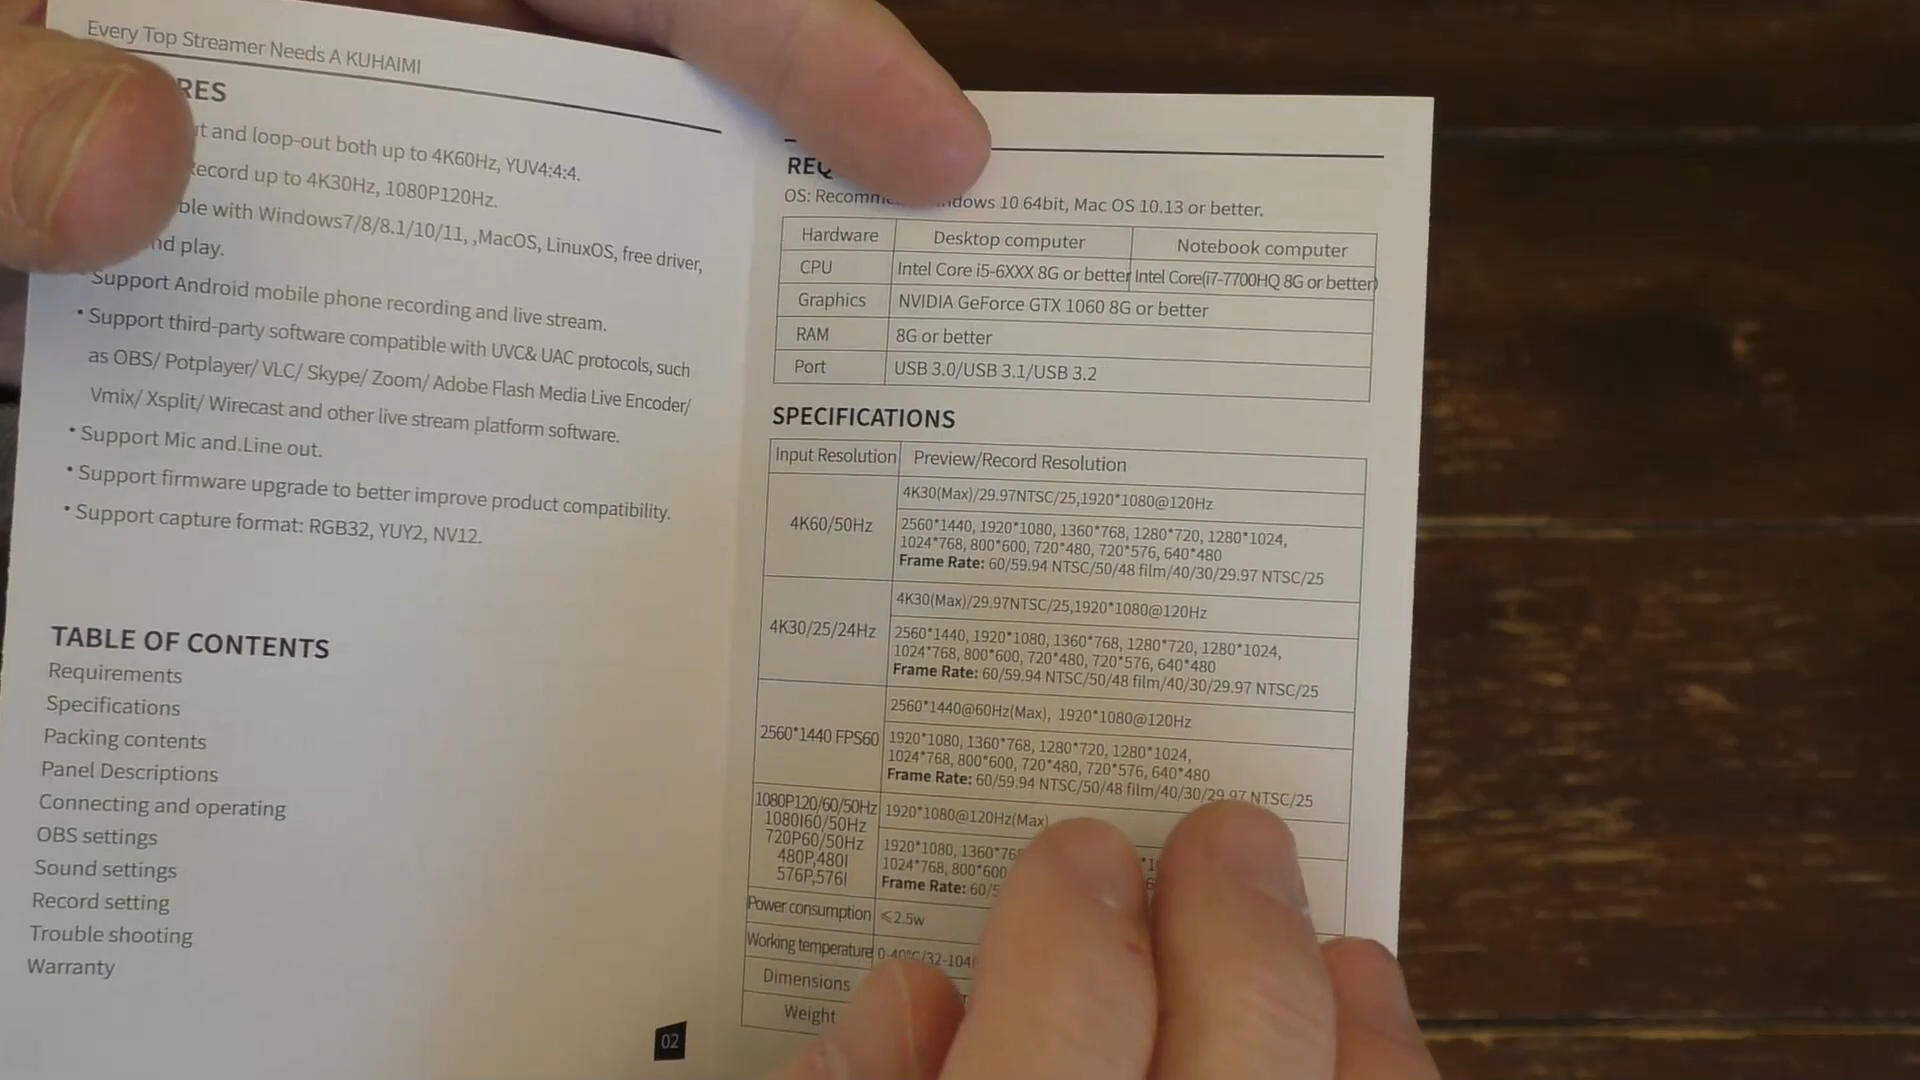 Every Top Streamer Needs A KUHAIMI
RES
and loop-out both up to 4K60Hz, YUV4:4:4.
Record up to 4K30Hz, 1080P120Hz.
ble with Windows7/8/8.1/10/11, ,MacOS, LinuxOS, free driver,
nd play.
Support Android mobile phone recording and live stream.
• Support third-party software compatible with UVC& UAC protocols, such
as OBS/ Potplayer/ VLC/ Skype/ Zoom/ Adobe Flash Media Live Encoder/
Vmix/ Xsplit/ Wirecast and other live stream platform software.
• Support Mic and.Line out.
• Support firmware upgrade to better improve product compatibility.
• Support capture format: RGB32, YUY2, NV12.
TABLE OF CONTENTS
Requirements
Specifications
Packing contents
Panel Descriptions
Connecting and operating
OBS settings
Sound settings
Record setting
Trouble shooting
Warranty
02
REQ
OS: Recomme ndows 10 64bit, Mac OS 10.13 or better.
Hardware Desktop computer Notebook computer
CPU Intel Core i5-6XXX 8G or better Intel Core(i7-7700HQ 8G or better)
Graphics NVIDIA GeForce GTX 1060 8G or better
RAM 8G or better
Port USB 3.0/USB 3.1/USB 3.2
SPECIFICATIONS
Input Resolution Preview/Record Resolution
4K60/50Hz
4K30(Max)/29.97NTSC/25,1920*1080@120Hz
2560*1440, 1920*1080, 1360*768, 1280*720, 1280*1024,
1024*768, 800*600, 720*480, 720*576, 640*480
Frame Rate: 60/59.94 NTSC/50/48 film/40/30/29.97 NTSC/25
4K30/25/24Hz
4K30(Max)/29.97NTSC/25,1920*1080@120Hz
2560*1440, 1920*1080, 1360*768, 1280*720, 1280*1024,
1024*768, 800*600, 720*480, 720*576, 640*480
Frame Rate: 60/59.94 NTSC/50/48 film/40/30/29.97 NTSC/25
2560*1440 FPS60
2560*1440@60Hz(Max), 1920*1080@120Hz
1920*1080, 1360*768, 1280*720, 1280*1024,
1024*768, 800*600, 720*480, 720*576, 640*480
Frame Rate: 60/59.94 NTSC/50/48 film/40/30/29.97 NTSC/25
1080P120/60/50Hz
1080I60/50Hz
720P60/50Hz
480P,480I
576P,576I
1920*1080@120Hz(Max)
1920*1080, 1360*76
1024*768, 800*600
Frame Rate: 60/5
Power consumption ⩽2.5w
Working temperature 0-40°C/32-104
Dimensions
Weight